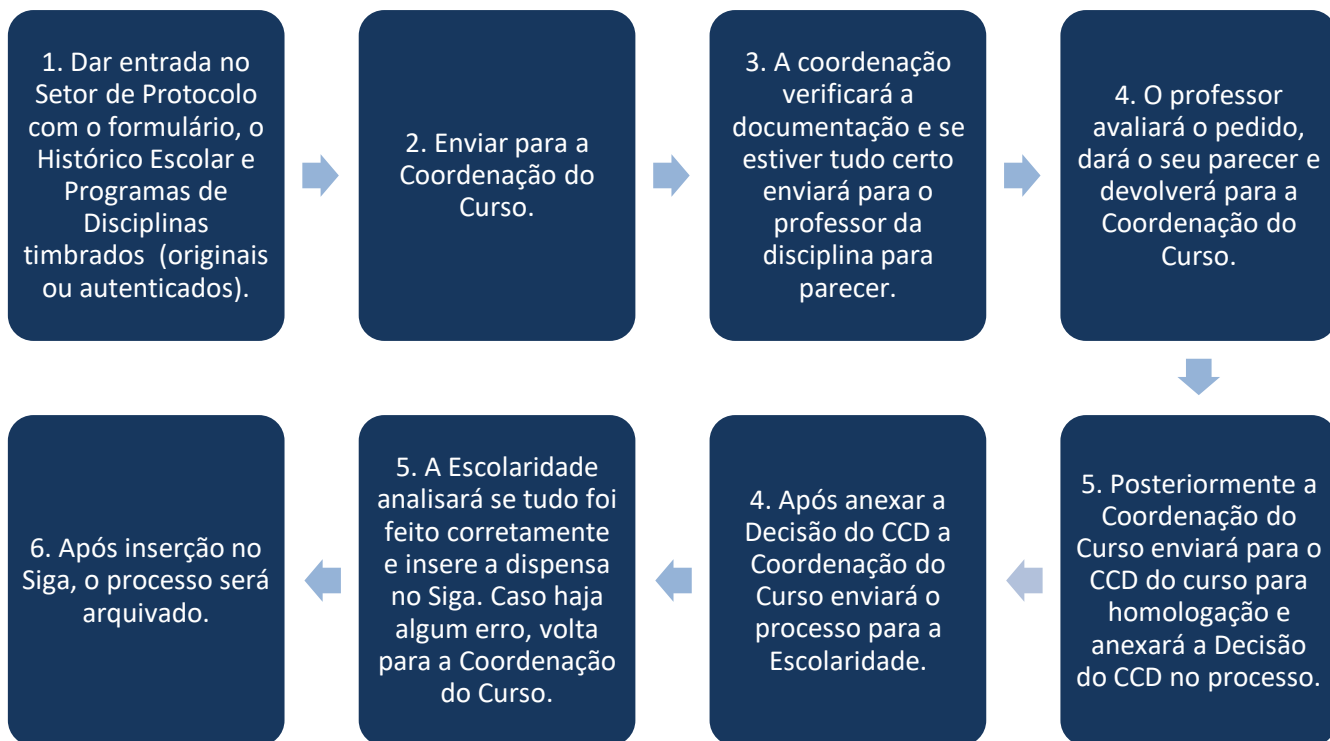 1. Dar entrada no
Setor de Protocolo
com o formulário, o
Histórico Escolar e
Programas de
Disciplinas
timbrados  (originais
ou autenticados).
2. Enviar para a
Coordenação do
Curso.
3. A coordenação
verificará a
documentação e se
estiver tudo certo
enviará para o
professor da
disciplina para
parecer.
4. O professor
avaliará o pedido,
dará o seu parecer e
devolverá para a
Coordenação do
Curso.
5. Posteriormente a
Coordenação do
Curso enviará para o
CCD do curso para
homologação e
anexará a Decisão
do CCD no processo.
4. Após anexar a
Decisão do CCD a
Coordenação do
Curso enviará o
processo para a
Escolaridade.
5. A Escolaridade
analisará se tudo foi
feito corretamente
e insere a dispensa
no Siga. Caso haja
algum erro, volta
para a Coordenação
do Curso.
6. Após inserção no
Siga, o processo será
arquivado.